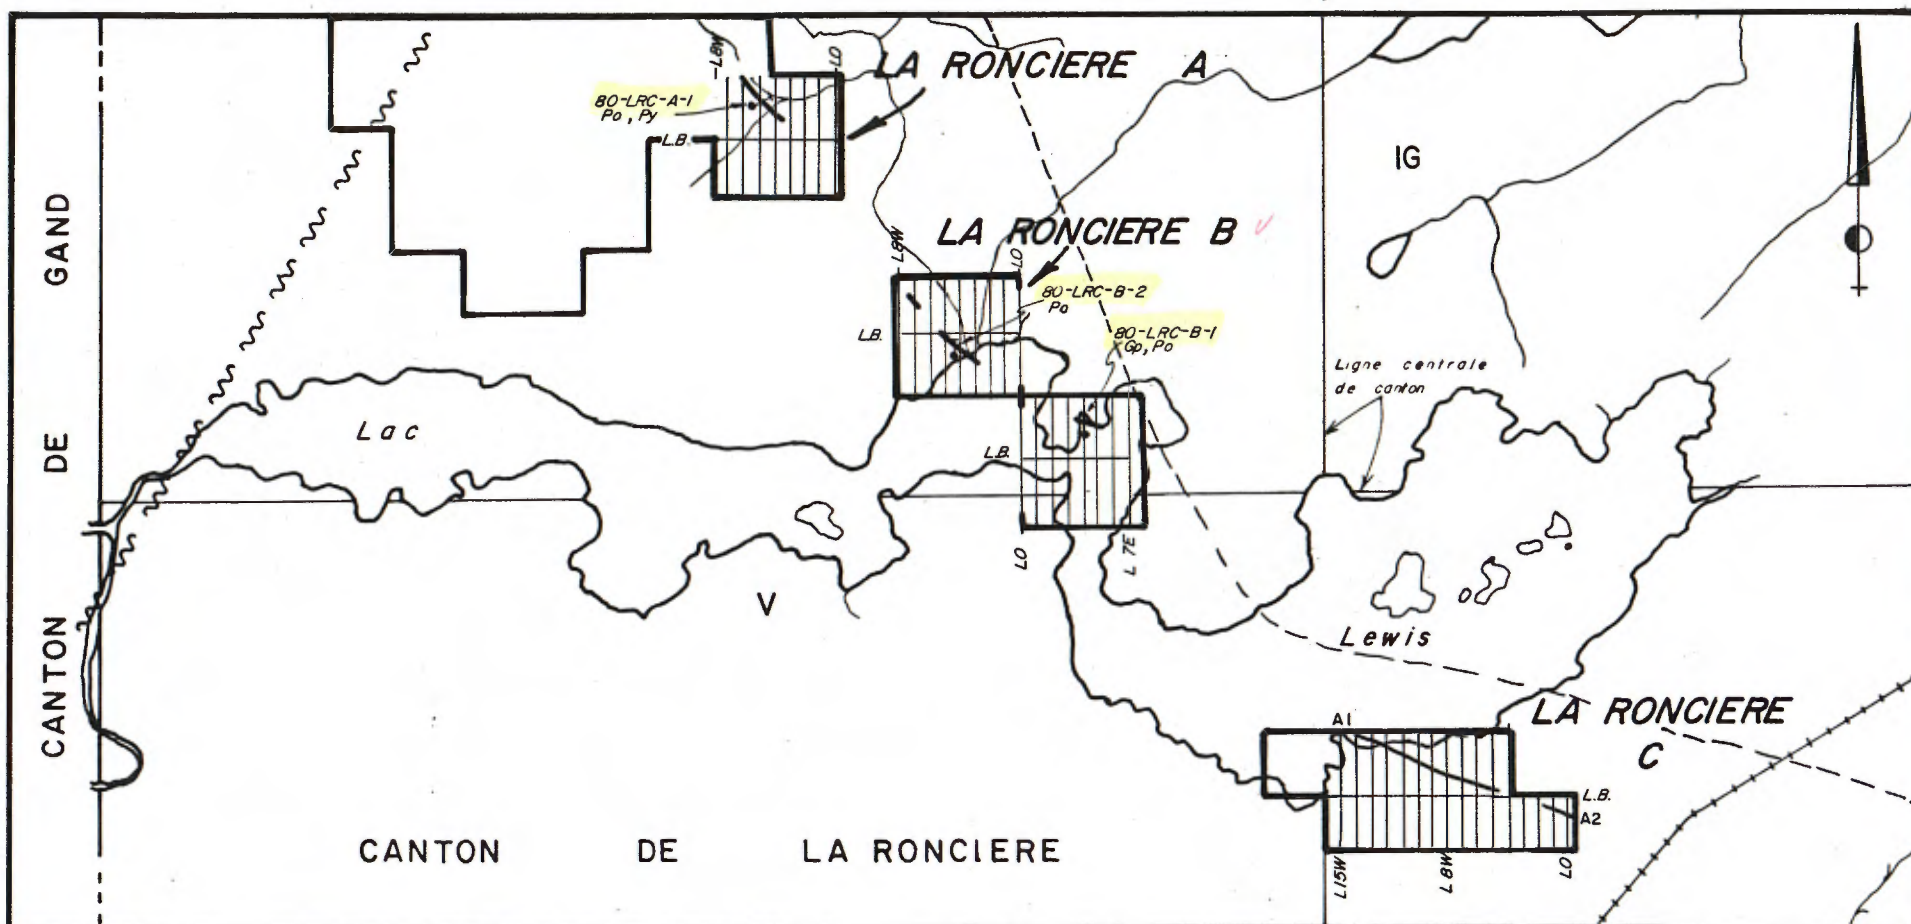 LA RONCIERE A
L8W
LO
80-LRC-A-1
Po, Py
L.B.
IG
LA RONCIERE B
L8W
LO
80-LRC-B-2
Po
L.B.
80-LRC-B-1
Gp, Po
Ligne centrale
de canton
Lac
L.B.
LO
L 7E
V
Lewis
LA RONCIERE
C
A1
L.B.
A2
L15W
L8W
LO
CANTON DE GAND
CANTON DE LA RONCIERE